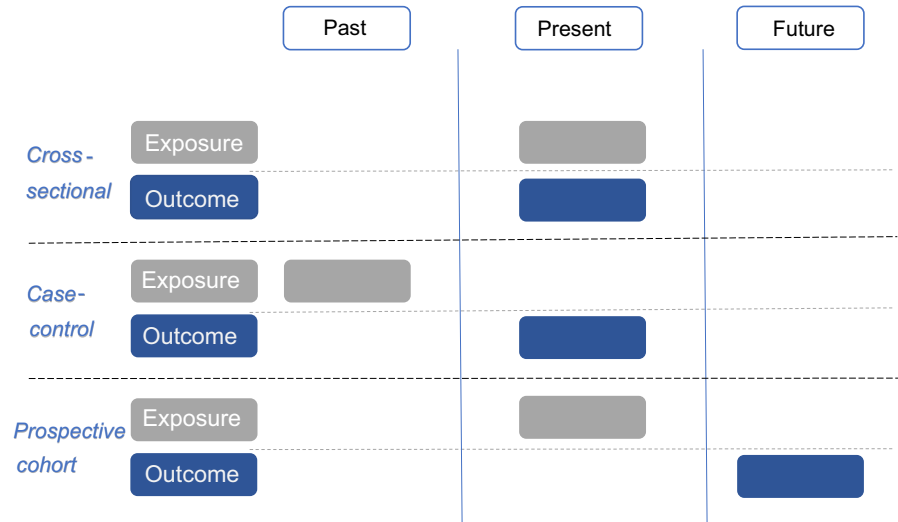 Past Present Future
Cross-
sectional
Exposure
Outcome
Case-
control
Exposure
Outcome
Prospective
cohort
Exposure
Outcome